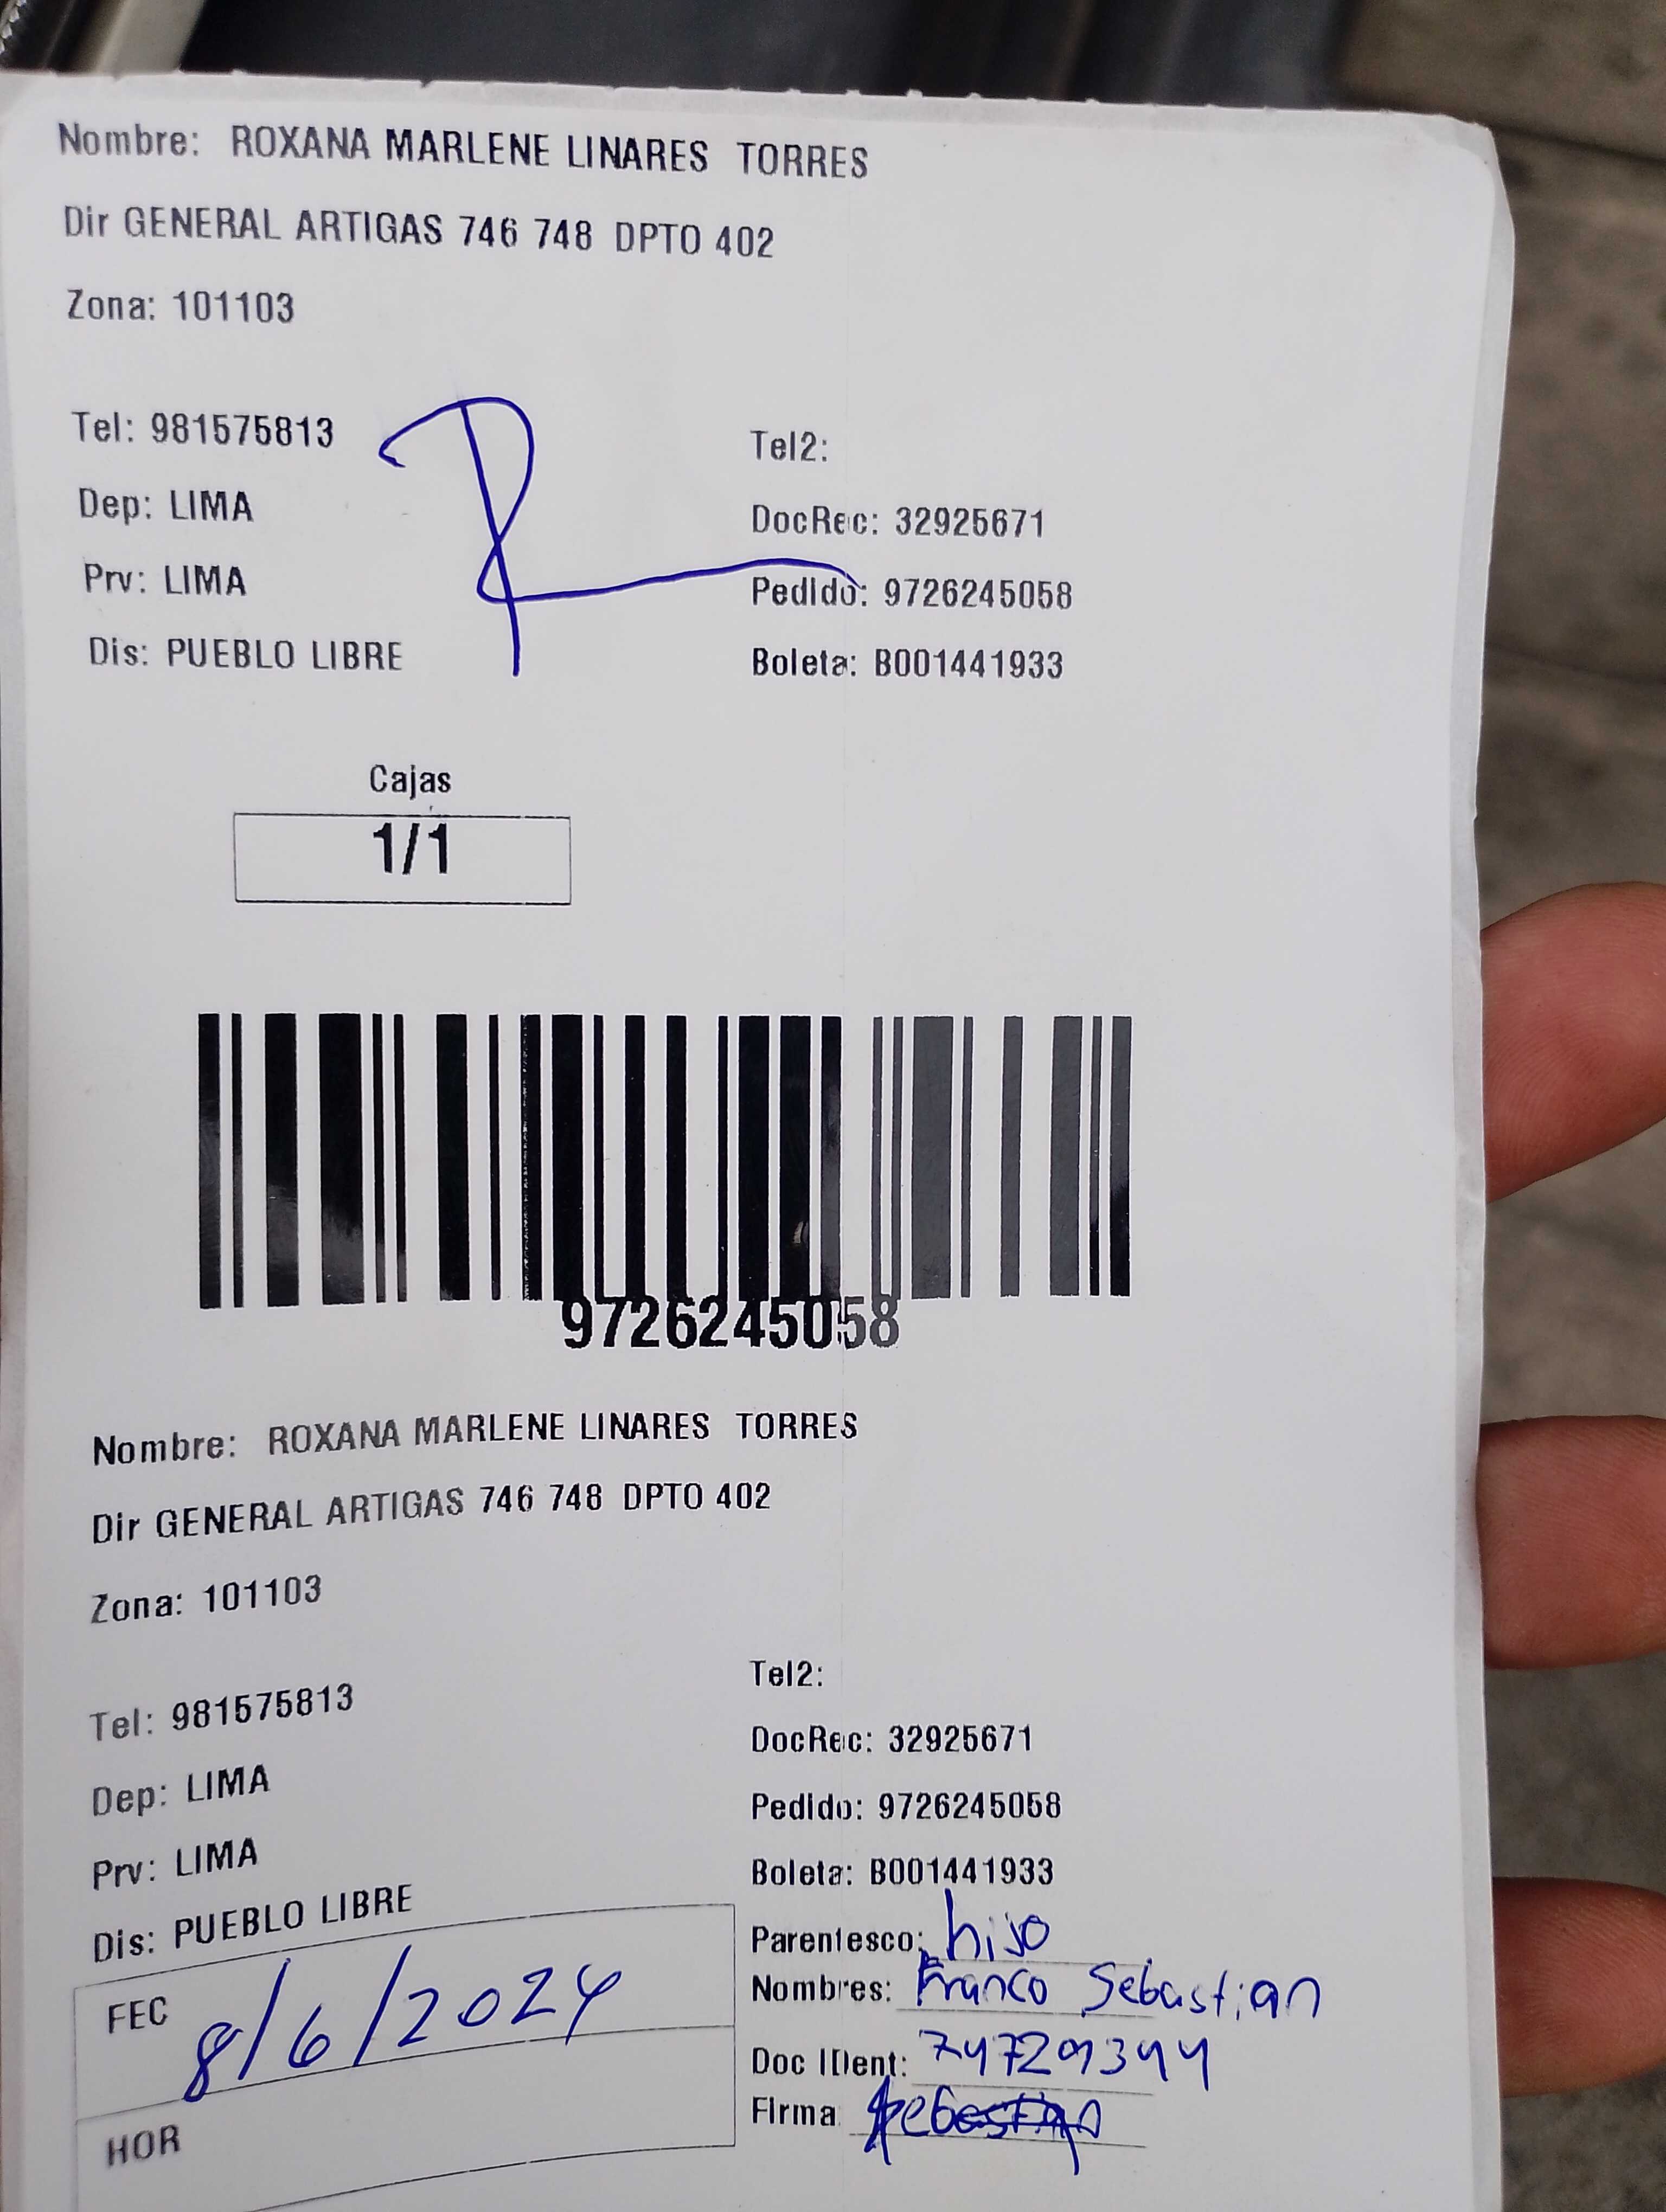 Nombre: ROXANA MARLENE LINARES TORRES
Dir GENERAL ARTIGAS 746 748 DPTO 402
Zona: 101103
Tel: 981575813
Tel2:
Dep: LIMA
DocRec: 32925671
Prv: LIMA
Pedido: 9726245058
Dis: PUEBLO LIBRE
Boleta: B001441933
Cajas
1/1
9726245058
Nombre: ROXANA MARLENE LINARES TORRES
Dir GENERAL ARTIGAS 746 748 DPTO 402
Zona: 101103
Tel2:
Tel: 981575813
DocRec: 32925671
Dep: LIMA
Pedido: 9726245058
Prv: LIMA
Boleta: B001441933
Dis: PUEBLO LIBRE
Parentesco: hijo
Nombres: Franco Sebastian
FEC 8/6/2024
Doc IDent:
Firma Sebastian
HOR